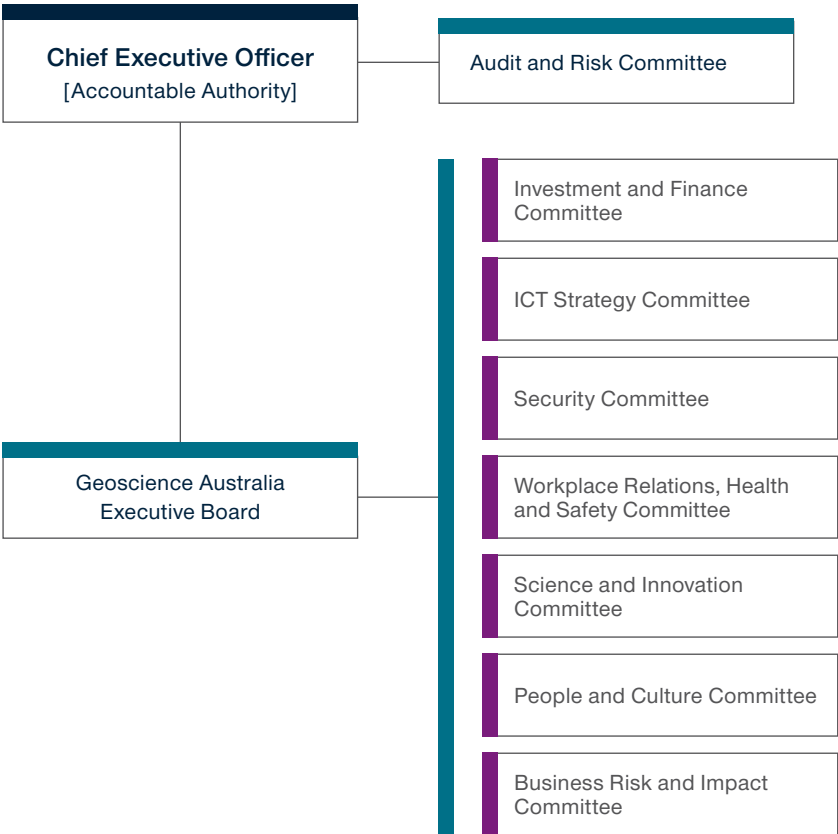 Chief Executive Officer
[Accountable Authority]
Audit and Risk Committee
Investment and Finance
Committee
ICT Strategy Committee
Security Committee
Geoscience Australia
Executive Board
Workplace Relations, Health
and Safety Committee
Science and Innovation
Committee
People and Culture Committee
Business Risk and Impact
Committee